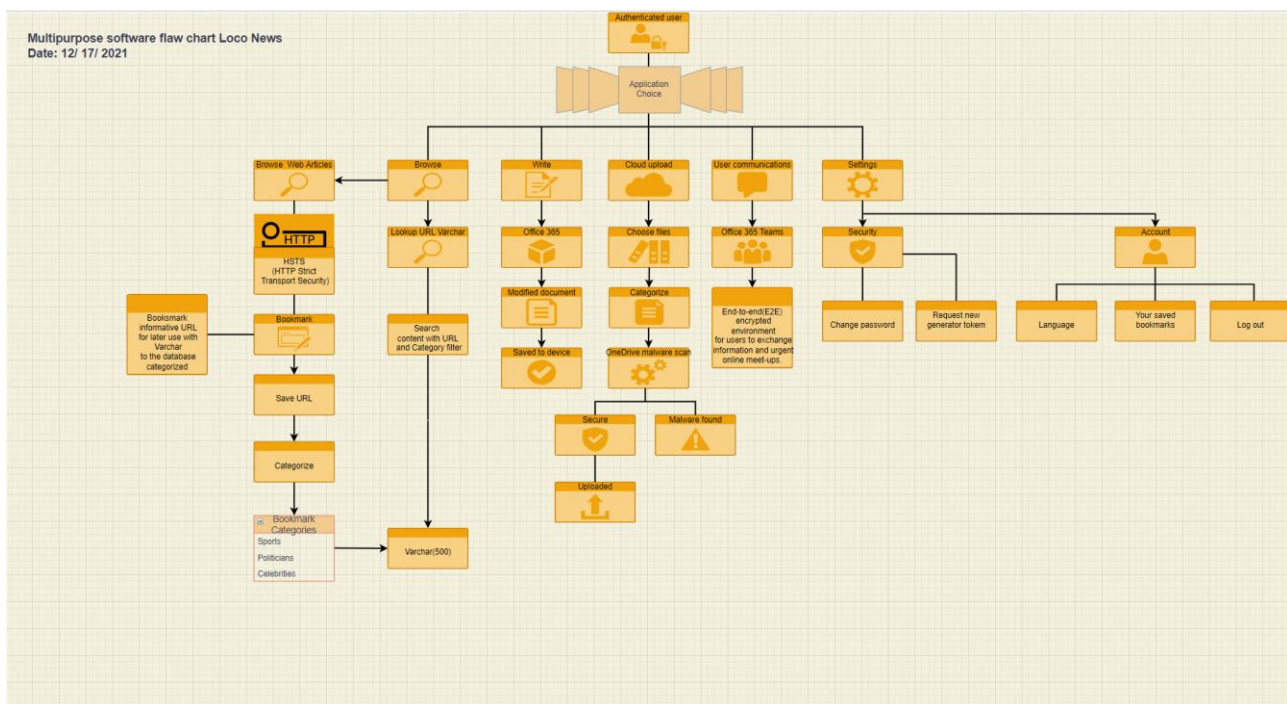 Multipurpose software flaw chart Loco News
Date: 12/ 17/ 2021
Authenticated user
Application
Choice
Browse Web Articles
Browse
Write
Cloud upload
User communications
Settings
HTTP
HSTS
(HTTP Strict
Transport Security)
Lookup URL Varchar
Office 365
Choose files
Office 365 Teams
Security
Account
Booksmark
informative URL
for later use with
Varchar
to the database
categorized
Bookmark
Search
content with URL
and Category filter
Modified document
Categorize
End-to-end(E2E)
encrypted
environment
for users to exchange
information and urgent
online meet-ups.
Change password
Request new
generator tokem
Language
Your saved
bookmarks
Log out
Saved to device
OneDrive malware scan
Save URL
Secure
Malware found
Categorize
Uploaded
Bookmark
Categories
Sports
Politicians
Celebrities
Varchar(500)